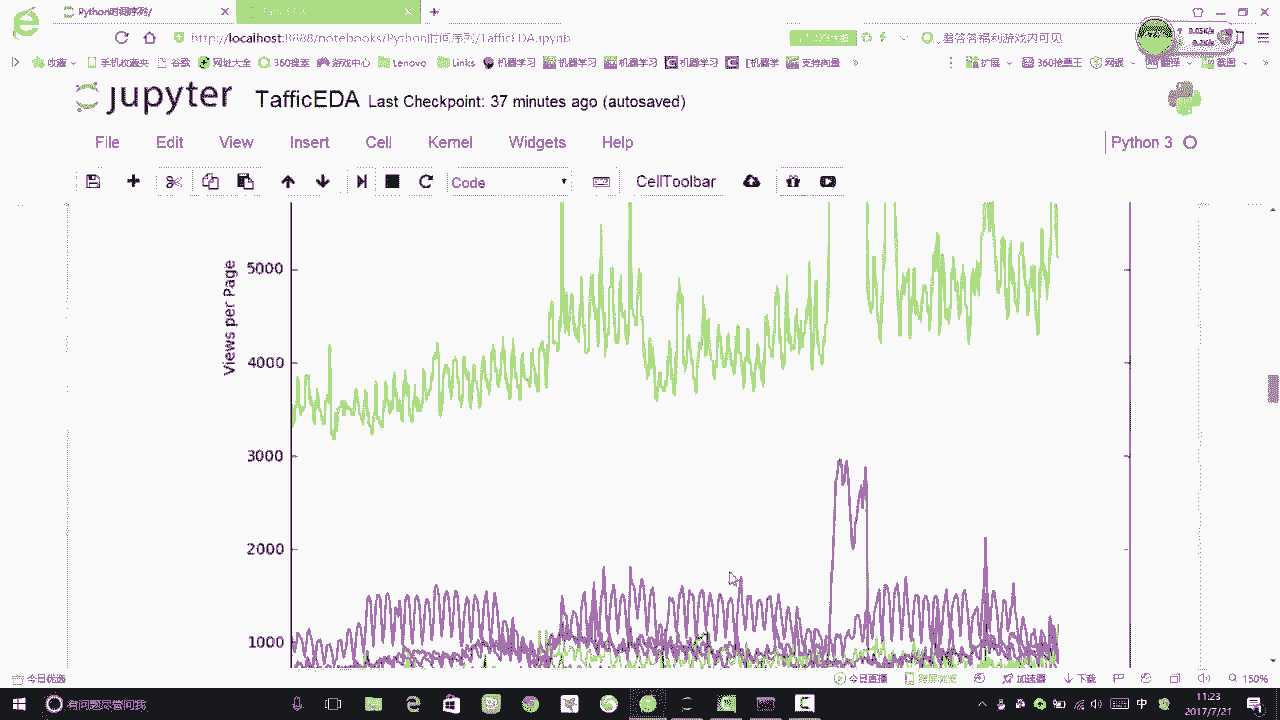 Python时间序列/
http://localhost:8888/notebooks/Python时间序列/TafficEDA.ipynb
收藏 手机收藏夹 谷歌 网址大全 360搜索 游戏中心 Lenovo Links 机器学习 机器学习 机器学习 机器学习 机器学 支持向量 扩展 360抢票王 网银 翻译 截图
jupyter TafficEDA Last Checkpoint: 37 minutes ago (autosaved)
File Edit View Insert Cell Kernel Widgets Help
Python 3
Code CellToolbar
Views per Page
5000
4000
3000
2000
1000
今日优选 今日直播 跨屏浏览 加速器 下载 150%
有问题尽管问我
中
11:23
2017/7/21